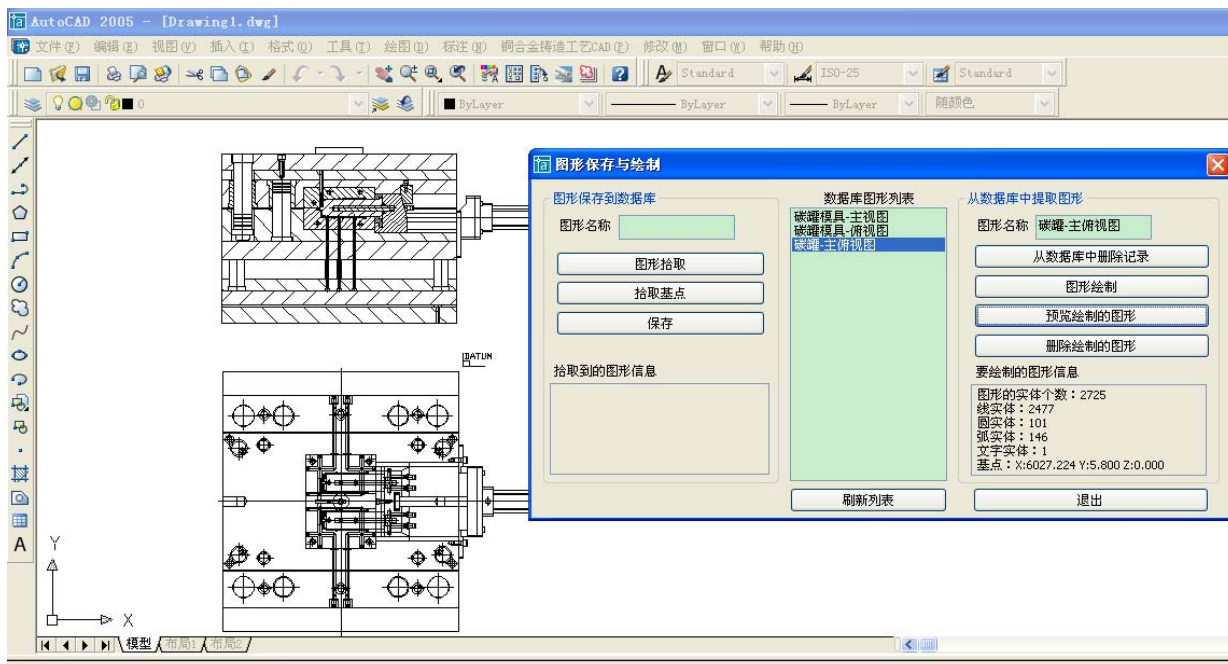 AutoCAD 2005 - [Drawing1.dwg]
文件(F) 编辑(E) 视图(V) 插入(I) 格式(O) 工具(T) 绘图(D) 标注(N) 铜合金铸造工艺CAD(P) 修改(M) 窗口(W) 帮助(H)
Standard ISO-25 Standard
0 ByLayer ByLayer ByLayer 随颜色
图形保存与绘制
图形保存到数据库
图形名称
图形拾取
拾取基点
保存
拾取到的图形信息
数据库图形列表
碳罐模具-主视图
碳罐模具-俯视图
碳罐-主俯视图
刷新列表
从数据库中提取图形
图形名称 碳罐-主俯视图
从数据库中删除记录
图形绘制
预览绘制的图形
删除绘制的图形
要绘制的图形信息
图形的实体个数：2725
线实体：2477
圆实体：101
弧实体：146
文字实体：1
基点：X:6027.224 Y:5.800 Z:0.000
退出
DATUM
A
Y
X
模型 布局1 布局2